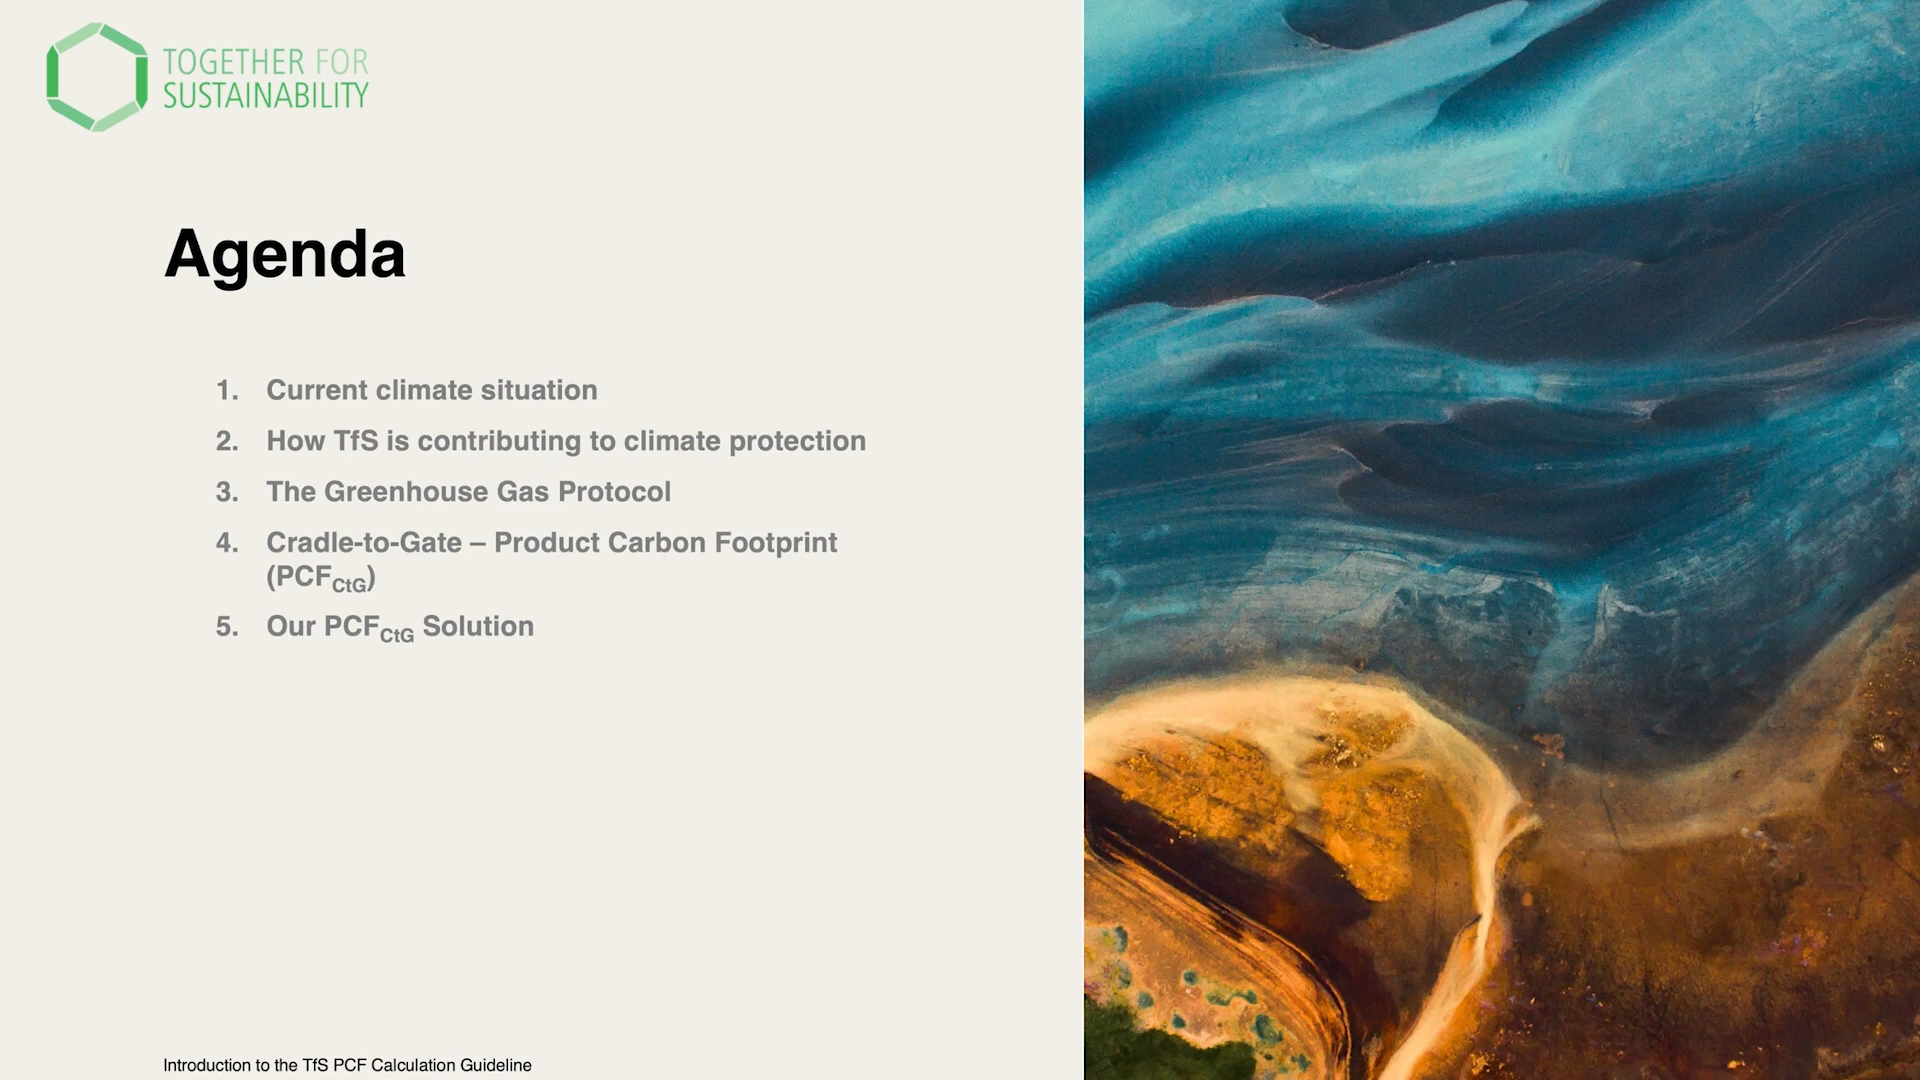 TOGETHER FOR
SUSTAINABILITY
Agenda
1. Current climate situation
2. How TfS is contributing to climate protection
3. The Greenhouse Gas Protocol
4. Cradle-to-Gate – Product Carbon Footprint
(PCFCtG)
5. Our PCFCtG Solution
Introduction to the TfS PCF Calculation Guideline